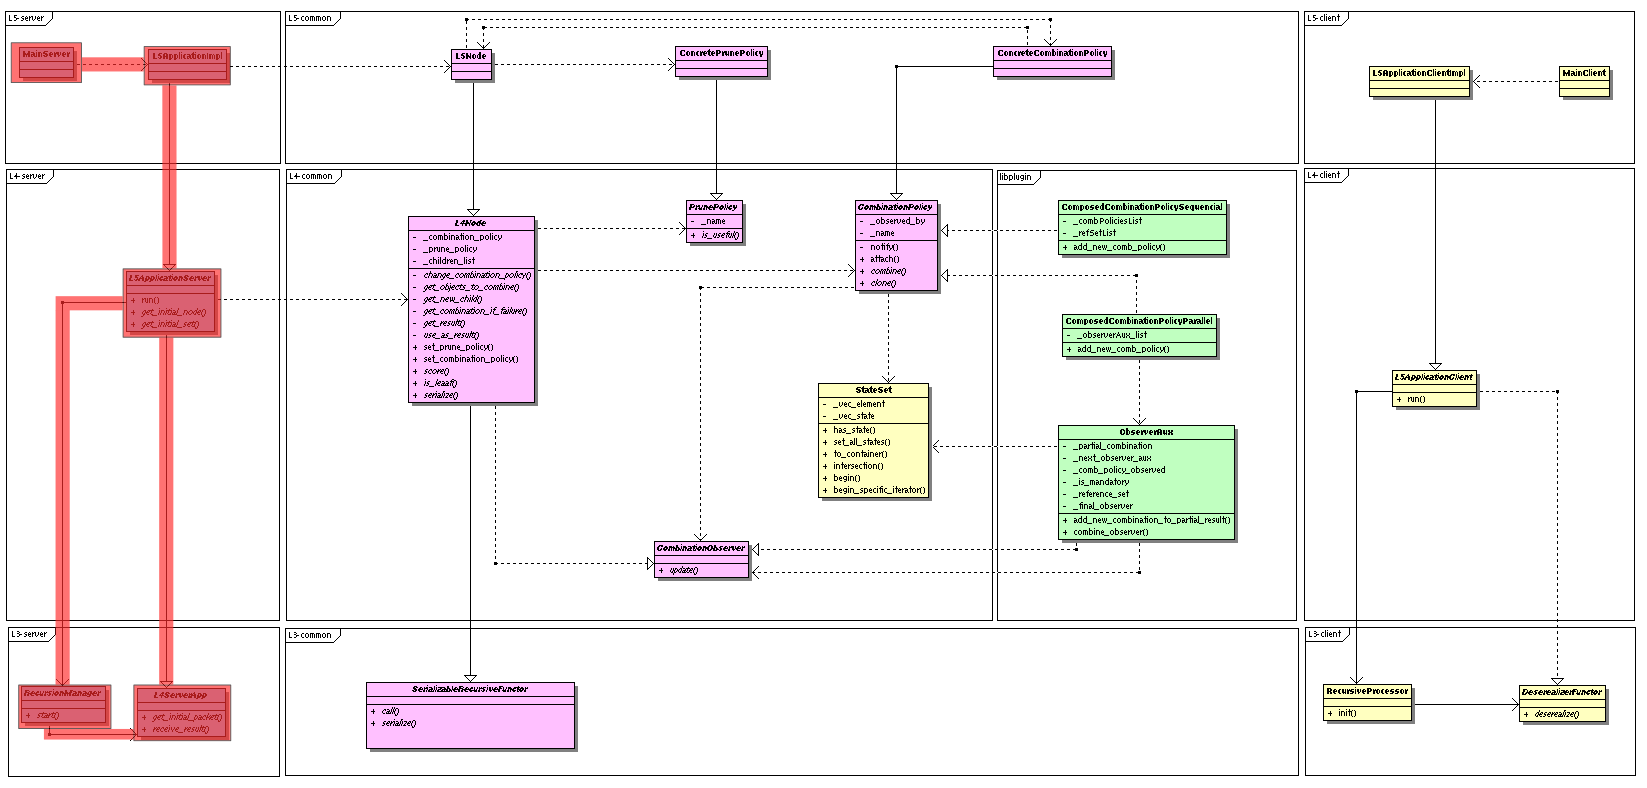 L5-server
MainServer
L5ApplicationImpl
L5-common
L5Node
ConcretePrunePolicy
ConcreteCombinationPolicy
L5-client
L5ApplicationClientImpl
MainClient
L4-server
L5ApplicationServer
+ run()
+ get_initial_node()
+ get_initial_set()
L4-common
L4Node
- _combination_policy
- _prune_policy
- _children_list
- change_combination_policy()
- get_objects_to_combine()
- get_new_child()
- get_combination_if_failure()
- get_result()
- use_as_result()
+ set_prune_policy()
+ set_combination_policy()
+ score()
+ is_leaaf()
+ serialize()
PrunePolicy
- _name
+ is_useful()
CombinationPolicy
- _observed_by
- _name
- notify()
+ attach()
+ combine()
+ clone()
StateSet
- _vec_element
- _vec_state
+ has_state()
+ set_all_states()
+ to_container()
+ intersection()
+ begin()
+ begin_specific_iterator()
CombinationObserver
+ update()
libplugin
ComposedCombinationPolicySequencial
- _combPoliciesList
- _refSetList
+ add_new_comb_policy()
ComposedCombinationPolicyParallel
- _observerAux_list
+ add_new_comb_policy()
ObserverAux
- _partial_combination
- _next_observer_aux
- _comb_policy_observed
- _is_mandatory
- _reference_set
- _final_observer
+ add_new_combination_to_partial_result()
+ combine_observer()
L4-client
L5ApplicationClient
+ run()
L3-server
RecursionManager
+ start()
L4ServerApp
+ get_initial_packet()
+ receive_result()
L3-common
SerializableRecursiveFunctor
+ call()
+ serialize()
L3-client
RecursiveProcessor
+ init()
DeserealizerFunctor
+ deserealize()